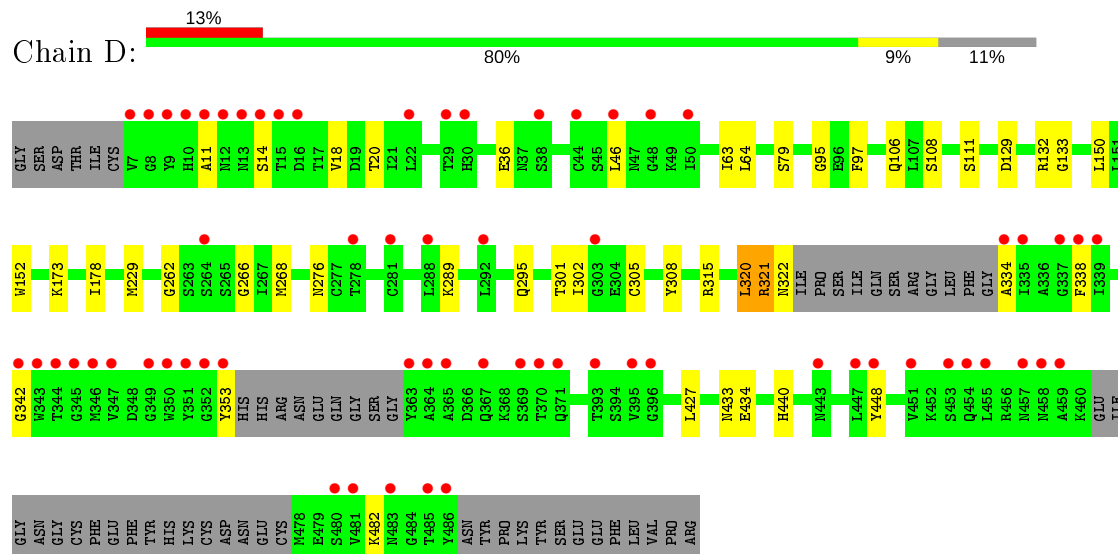 13%
Chain D:
80% 9% 11%
GLY SER ASP THR ILE CYS V7 G8 Y9 H10 A11 N12 N13 S14 T15 D16 T17 V18 D19 T20 I21 L22 T29 H30 E36 N37 S38 C44 S45 L46 N47 G48 K49 I50 I63 L64 S79 G95 E96 F97 Q106 L107 S108 S111 D129 R132 G133 L150 L151
W152 K173 I178 M229 G262 S263 S264 S265 G266 I267 M268 N276 C277 T278 C281 L288 K289 L292 Q295 T301 I302 G303 E304 C305 Y308 R315 L320 R321 N322 ILE PRO SER ILE GLN SER ARG GLY LEU PHE GLY A334 I335 A336 G337 F338 I339
G342 W343 T344 G345 M346 V347 D348 G349 W350 Y351 G352 Y353 HIS HIS ARG ASN GLU GLN GLY SER GLY Y363 A364 A365 D366 Q367 K368 S369 T370 Q371 T393 S394 V395 G396 L427 N433 E434 H440 N443 L447 Y448 V451 K452 S453 Q454 L455 R456 N457 N458 A459 K460 GLU ILE
GLY ASN GLY CYS PHE GLU PHE TYR HIS LYS CYS ASP ASN GLU CYS M478 E479 S480 V481 K482 N483 G484 T485 Y486 ASN TYR PRO LYS TYR SER GLU GLU PHE LEU VAL PRO ARG